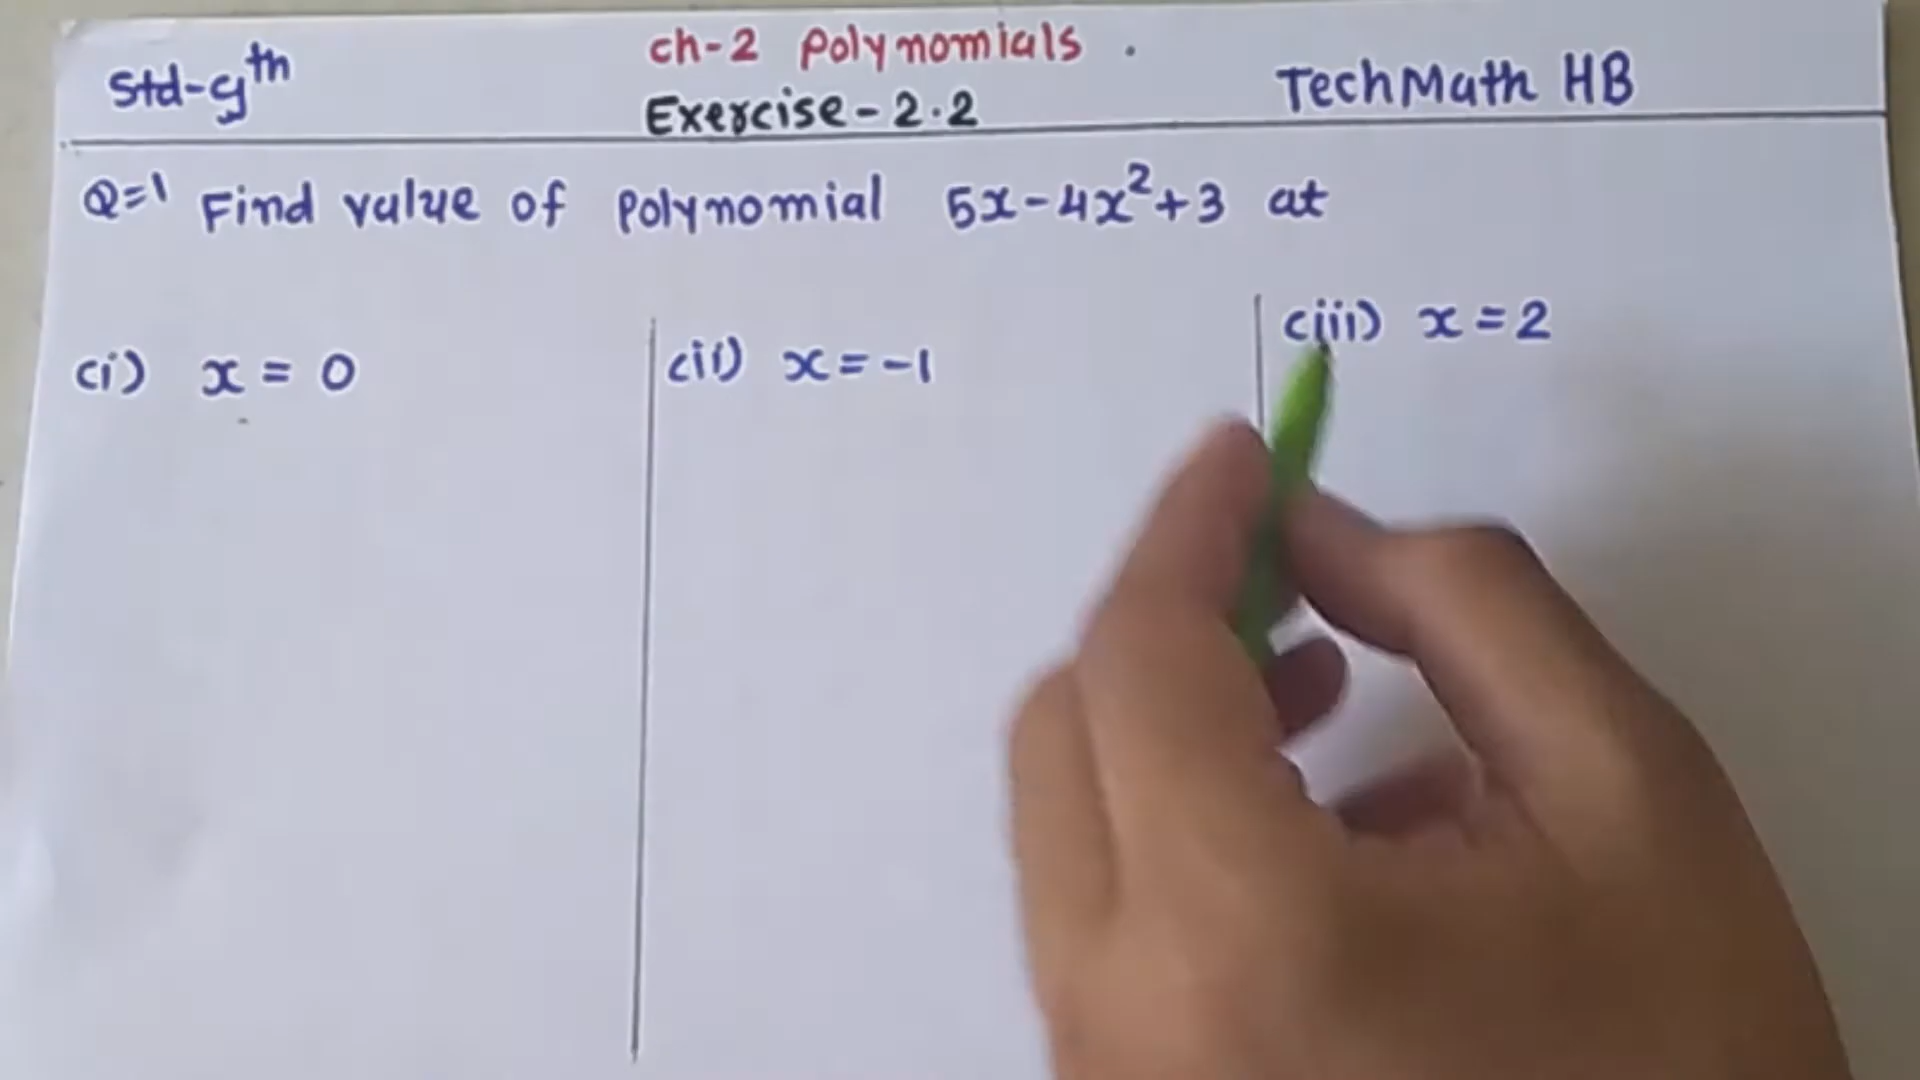 Std-9th
ch-2 Polynomials .
Exercise-2.2
TechMath HB
Q=1 Find value of Polynomial 5x-4x²+3 at
(i) x = 0
(ii) x=-1
(iii) x=2